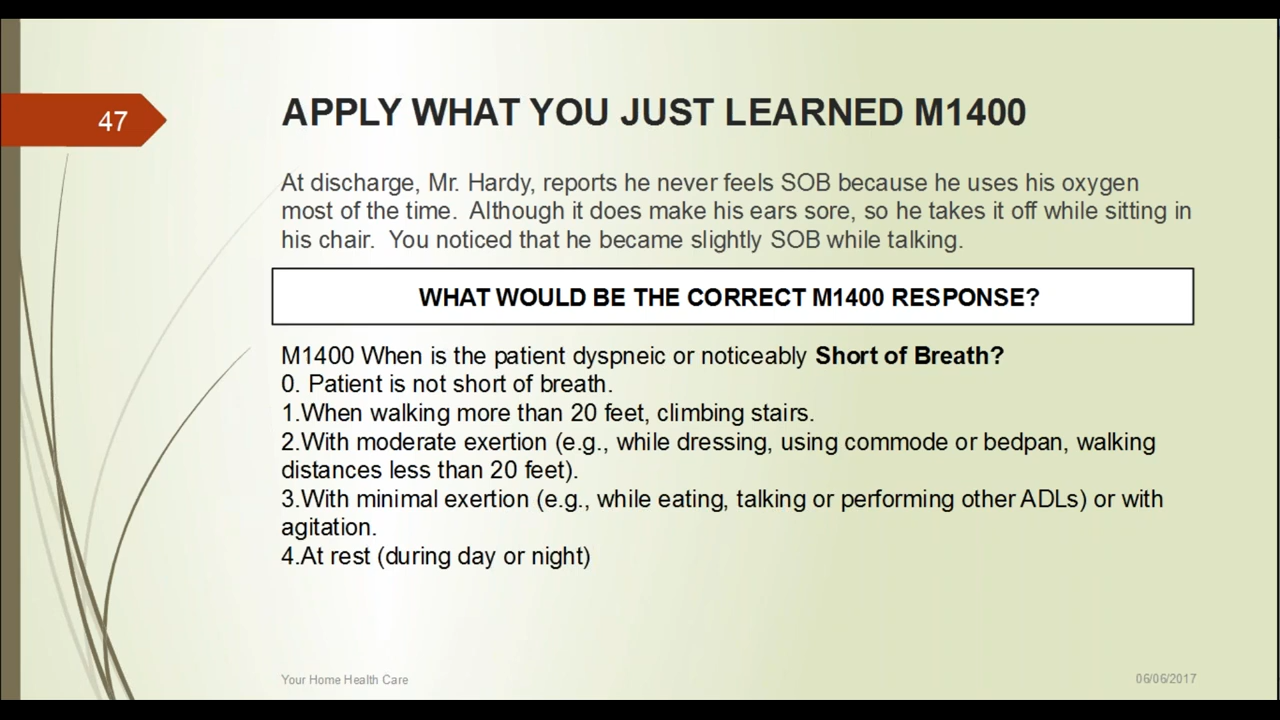 47
APPLY WHAT YOU JUST LEARNED M1400
At discharge, Mr. Hardy, reports he never feels SOB because he uses his oxygen
most of the time.  Although it does make his ears sore, so he takes it off while sitting in
his chair.  You noticed that he became slightly SOB while talking.
WHAT WOULD BE THE CORRECT M1400 RESPONSE?
M1400 When is the patient dyspneic or noticeably Short of Breath?
0. Patient is not short of breath.
1.When walking more than 20 feet, climbing stairs.
2.With moderate exertion (e.g., while dressing, using commode or bedpan, walking
distances less than 20 feet).
3.With minimal exertion (e.g., while eating, talking or performing other ADLs) or with
agitation.
4.At rest (during day or night)
Your Home Health Care
06/06/2017